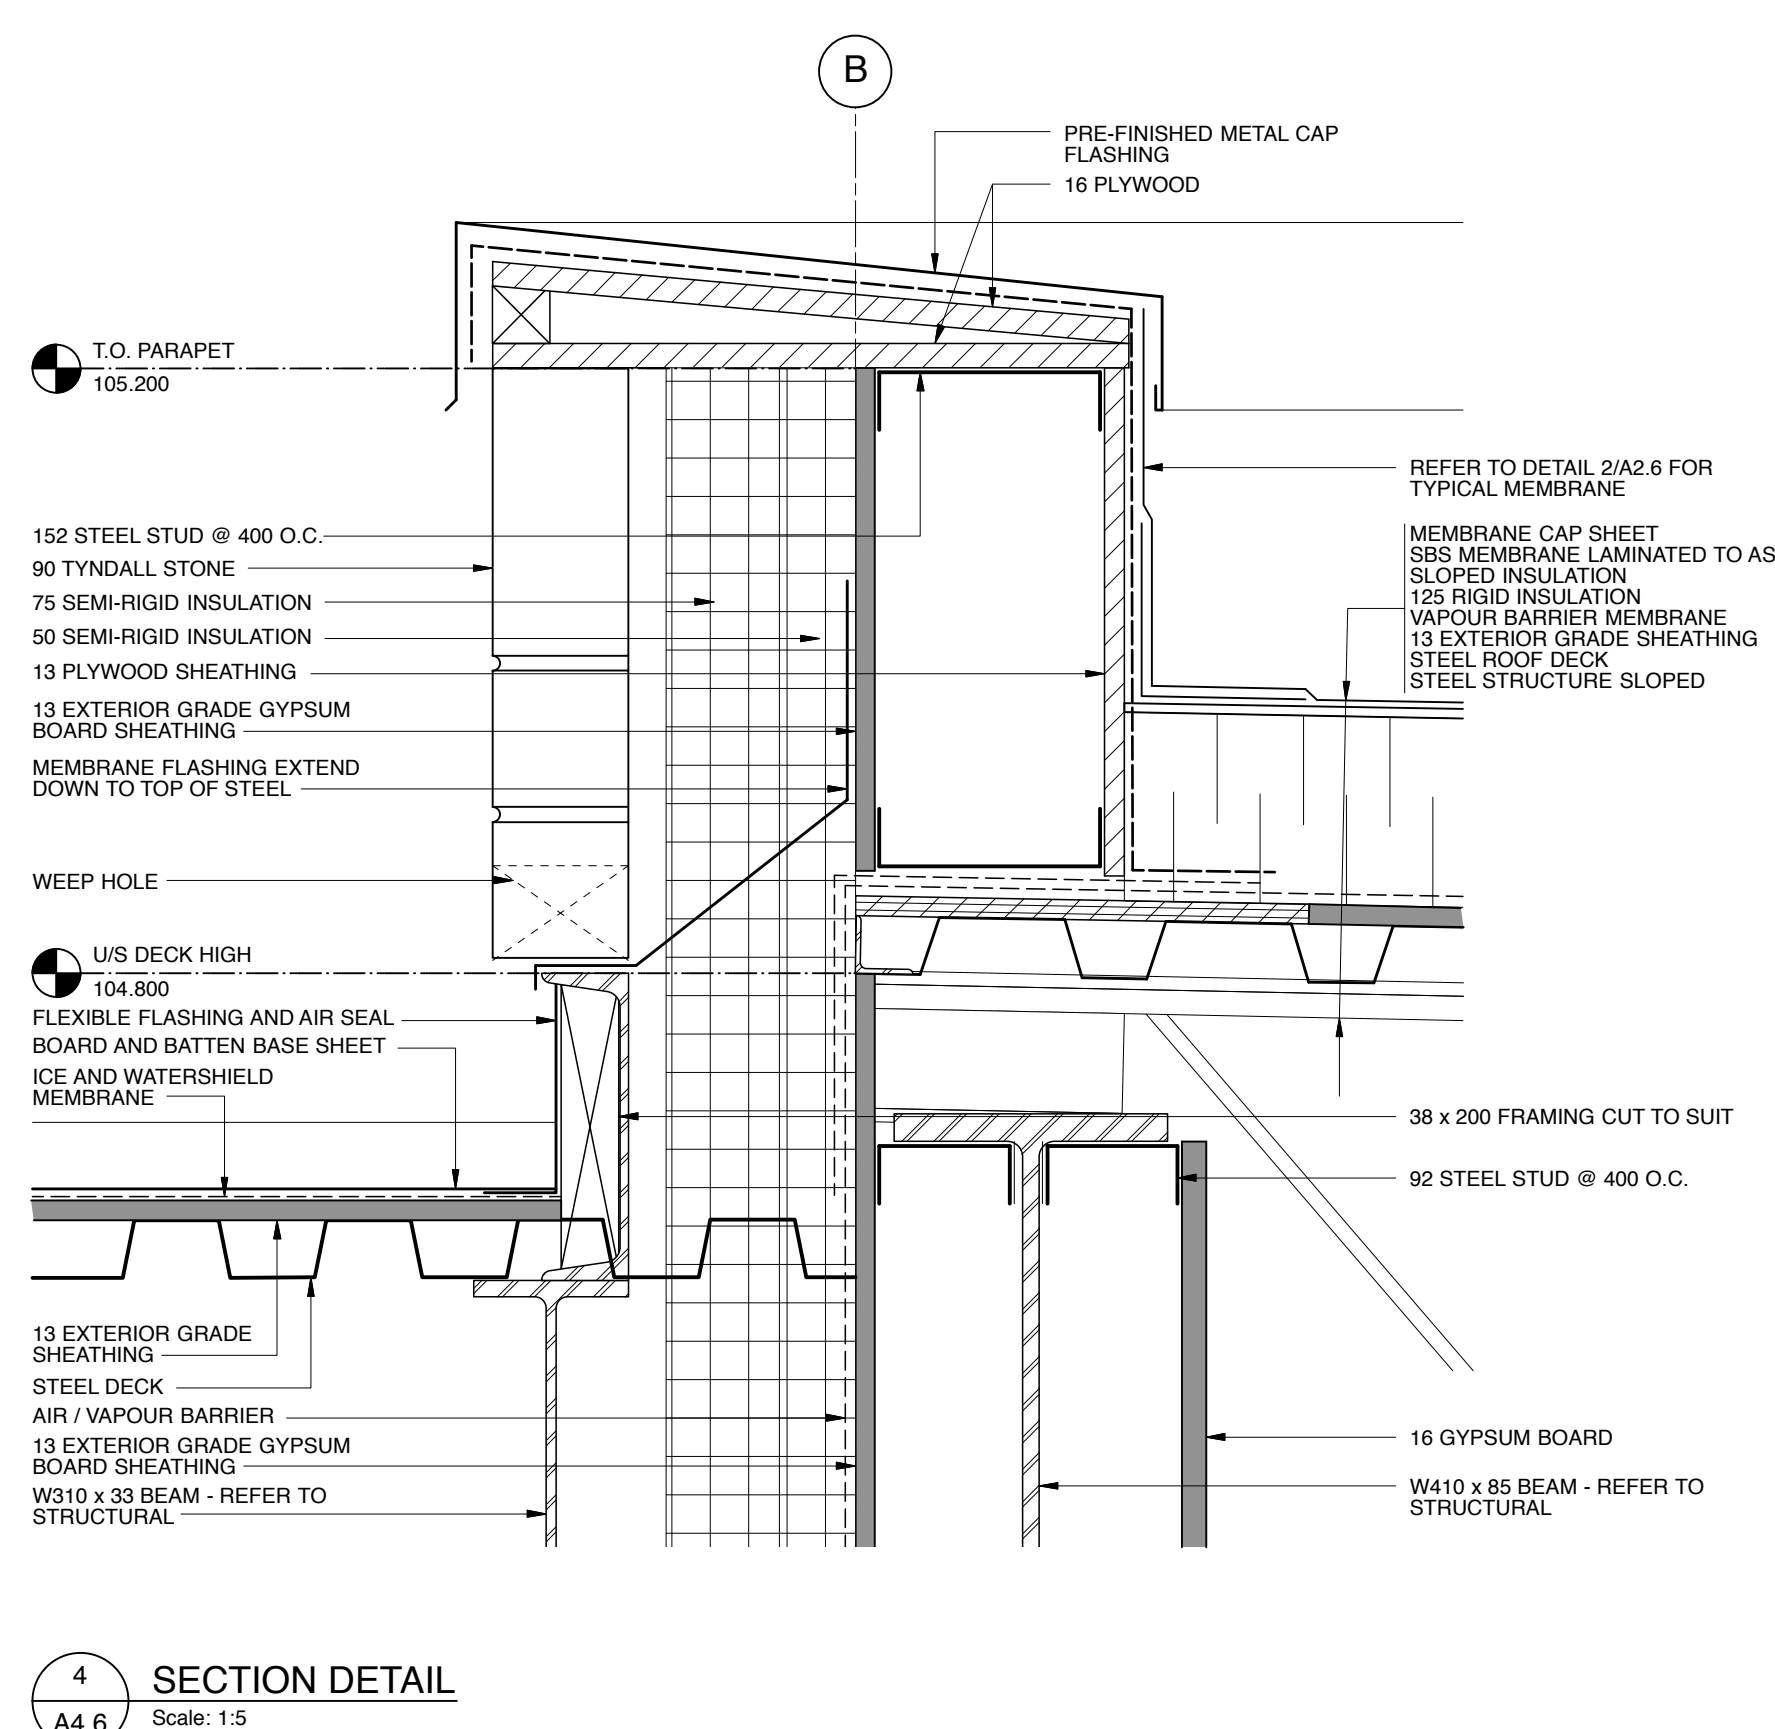 B
PRE-FINISHED METAL CAP
FLASHING
16 PLYWOOD
T.O. PARAPET
105.200
REFER TO DETAIL 2/A2.6 FOR
TYPICAL MEMBRANE
152 STEEL STUD @ 400 O.C.
90 TYNDALL STONE
75 SEMI-RIGID INSULATION
50 SEMI-RIGID INSULATION
13 PLYWOOD SHEATHING
13 EXTERIOR GRADE GYPSUM
BOARD SHEATHING
MEMBRANE FLASHING EXTEND
DOWN TO TOP OF STEEL
WEEP HOLE
MEMBRANE CAP SHEET
SBS MEMBRANE LAMINATED TO AS
SLOPED INSULATION
125 RIGID INSULATION
VAPOUR BARRIER MEMBRANE
13 EXTERIOR GRADE SHEATHING
STEEL ROOF DECK
STEEL STRUCTURE SLOPED
U/S DECK HIGH
104.800
FLEXIBLE FLASHING AND AIR SEAL
BOARD AND BATTEN BASE SHEET
ICE AND WATERSHIELD
MEMBRANE
38 x 200 FRAMING CUT TO SUIT
92 STEEL STUD @ 400 O.C.
13 EXTERIOR GRADE
SHEATHING
STEEL DECK
AIR / VAPOUR BARRIER
13 EXTERIOR GRADE GYPSUM
BOARD SHEATHING
W310 x 33 BEAM - REFER TO
STRUCTURAL
16 GYPSUM BOARD
W410 x 85 BEAM - REFER TO
STRUCTURAL
4
A4.6
SECTION DETAIL
Scale: 1:5